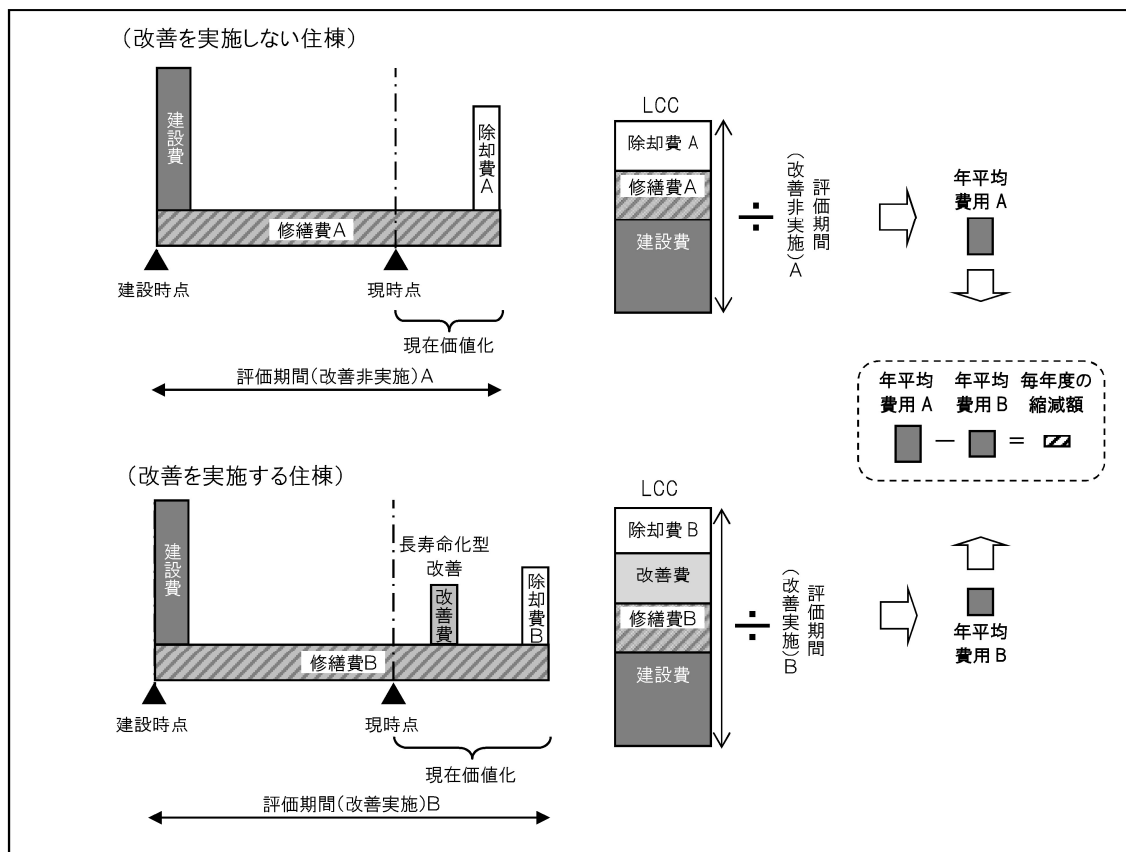 （改善を実施しない住棟）
建設費
除却費A
修繕費A
建設時点
現時点
現在価値化
評価期間(改善非実施)A
LCC
除却費A
修繕費A
建設費
÷
評価期間
(改善非実施)A
年平均
費用A
年平均
費用A
年平均
費用B
毎年度の
縮減額
－
＝
（改善を実施する住棟）
建設費
長寿命化型
改善
改善費
除却費B
修繕費B
建設時点
現時点
現在価値化
評価期間(改善実施)B
LCC
除却費B
改善費
修繕費B
建設費
÷
評価期間
(改善実施)B
年平均
費用B